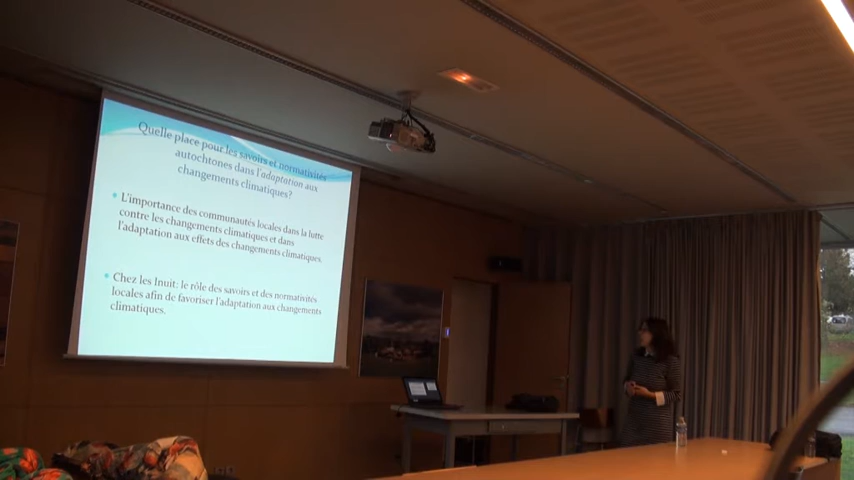 Quelle place pour les savoirs et normativités
autochtones dans l'adaptation aux
changements climatiques?
L'importance des communautés locales dans la lutte
contre les changements climatiques et dans
l'adaptation aux effets des changements climatiques.
Chez les Inuit: le rôle des savoirs et des normativités
locales afin de favoriser l'adaptation aux changements
climatiques.